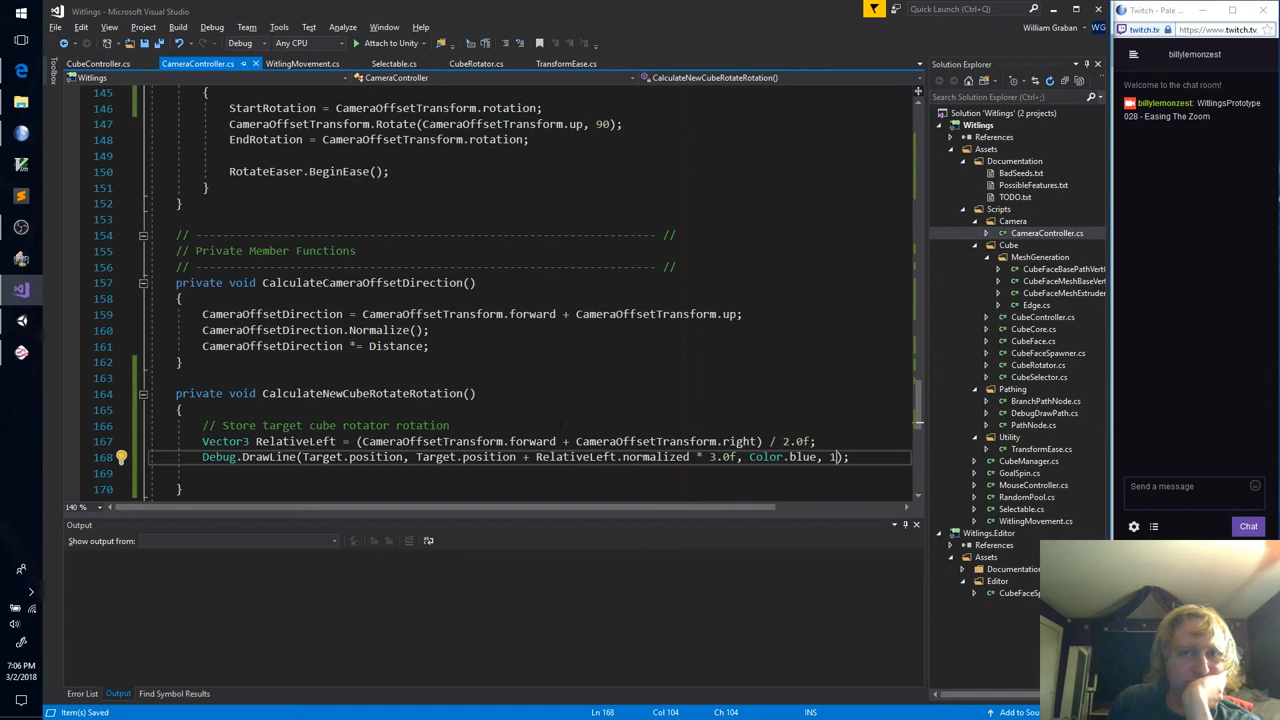 Witlings - Microsoft Visual Studio
Quick Launch (Ctrl+Q)
Twitch - Pale ...
File Edit View Project Build Debug Team Tools Test Analyze Window Help
William Graban WG
Debug Any CPU Attach to Unity
twitch.tv https://www.twitch.tv
CubeController.cs CameraController.cs WitlingMovement.cs Selectable.cs CubeRotator.cs TransformEase.cs
Witlings CameraController CalculateNewCubeRotateRotation()
Toolbox
145 {
146 StartRotation = CameraOffsetTransform.rotation;
147 CameraOffsetTransform.Rotate(CameraOffsetTransform.up, 90);
148 EndRotation = CameraOffsetTransform.rotation;
149
150 RotateEaser.BeginEase();
151 }
152 }
153
154 // ---------------------------------------------------------------------- //
155 // Private Member Functions
156 // ---------------------------------------------------------------------- //
157 private void CalculateCameraOffsetDirection()
158 {
159 CameraOffsetDirection = CameraOffsetTransform.forward + CameraOffsetTransform.up;
160 CameraOffsetDirection.Normalize();
161 CameraOffsetDirection *= Distance;
162 }
163
164 private void CalculateNewCubeRotateRotation()
165 {
166 // Store target cube rotator rotation
167 Vector3 RelativeLeft = (CameraOffsetTransform.forward + CameraOffsetTransform.right) / 2.0f;
168 Debug.DrawLine(Target.position, Target.position + RelativeLeft.normalized * 3.0f, Color.blue, 1);
169
170 }
140 %
Output
Show output from:
Error List Output Find Symbol Results
Item(s) Saved Ln 168 Col 104 Ch 104 INS Add to Sou
Solution Explorer
Search Solution Explorer (Ctrl+;)
Solution 'Witlings' (2 projects)
Witlings
References
Assets
Documentation
BadSeeds.txt
PossibleFeatures.txt
TODO.txt
Scripts
Camera
CameraController.cs
Cube
MeshGeneration
CubeFaceBasePathVert
CubeFaceMeshBaseVert
CubeFaceMeshExtruder
Edge.cs
CubeController.cs
CubeCore.cs
CubeFace.cs
CubeFaceSpawner.cs
CubeRotator.cs
CubeSelector.cs
Pathing
BranchPathNode.cs
DebugDrawPath.cs
PathNode.cs
Utility
TransformEase.cs
CubeManager.cs
GoalSpin.cs
MouseController.cs
RandomPool.cs
Selectable.cs
WitlingMovement.cs
Witlings.Editor
References
Assets
Documentation
Editor
CubeFaceSp
billylemonzest
Welcome to the chat room!
billylemonzest: WitlingsPrototype
028 - Easing The Zoom
Send a message
Chat
7:06 PM
3/2/2018